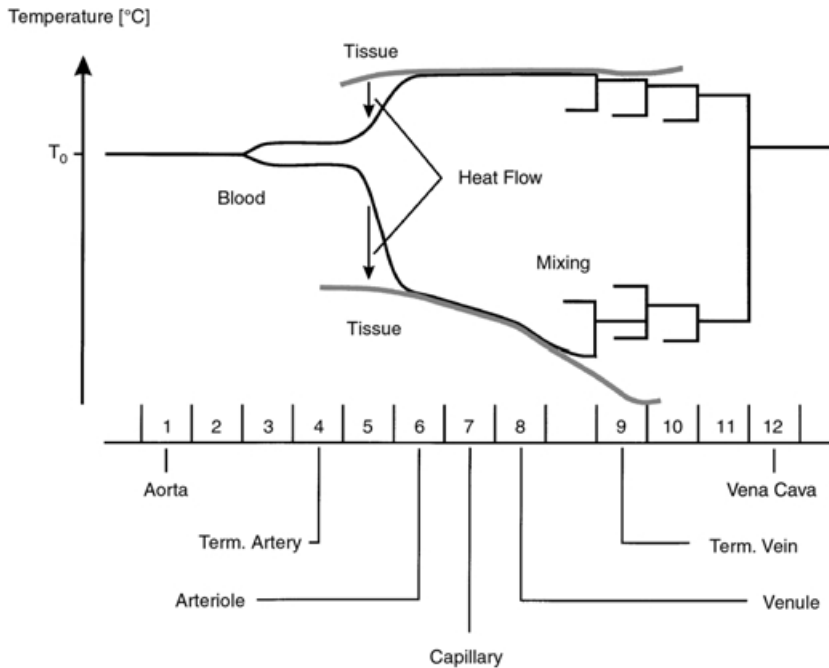 Temperature [°C]
Tissue
T₀
Blood
Heat Flow
Mixing
Tissue
1 2 3 4 5 6 7 8 9 10 11 12
Aorta
Vena Cava
Term. Artery
Term. Vein
Arteriole
Venule
Capillary